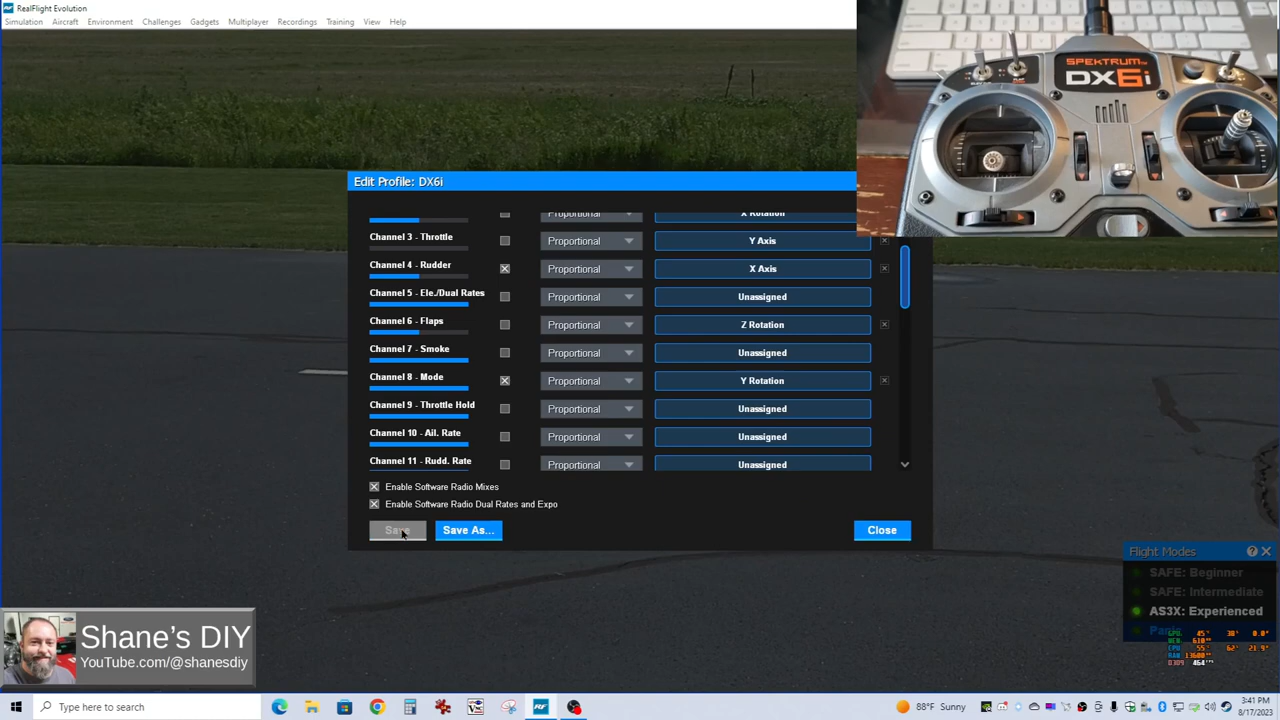 RealFlight Evolution
Simulation Aircraft Environment Challenges Gadgets Multiplayer Recordings Training View Help
SPEKTRUM
DX6i
Edit Profile: DX6i
Proportional X Rotation
Channel 3 - Throttle Proportional Y Axis
Channel 4 - Rudder Proportional X Axis
Channel 5 - Ele./Dual Rates Proportional Unassigned
Channel 6 - Flaps Proportional Z Rotation
Channel 7 - Smoke Proportional Unassigned
Channel 8 - Mode Proportional Y Rotation
Channel 9 - Throttle Hold Proportional Unassigned
Channel 10 - Ail. Rate Proportional Unassigned
Channel 11 - Rudd. Rate Proportional Unassigned
Enable Software Radio Mixes
Enable Software Radio Dual Rates and Expo
Save Save As... Close
Flight Modes
SAFE: Beginner
SAFE: Intermediate
AS3X: Experienced
Shane's DIY
YouTube.com/@shanesdiy
Type here to search
88°F Sunny
3:41 PM
8/17/2023